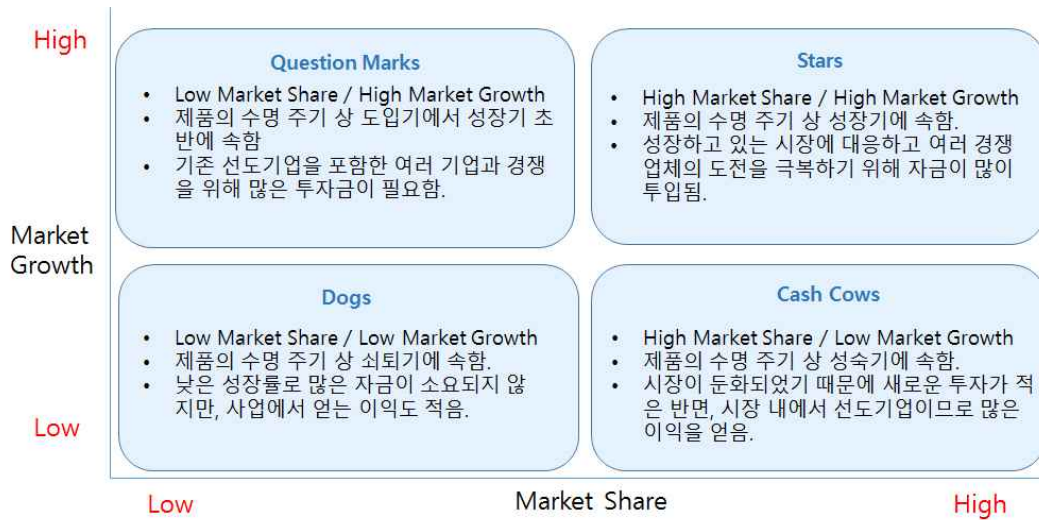 High
Question Marks
• Low Market Share / High Market Growth
• 제품의 수명 주기 상 도입기에서 성장기 초
반에 속함
• 기존 선도기업을 포함한 여러 기업과 경쟁
을 위해 많은 투자금이 필요함.
Stars
• High Market Share / High Market Growth
• 제품의 수명 주기 상 성장기에 속함.
• 성장하고 있는 시장에 대응하고 여러 경쟁
업체의 도전을 극복하기 위해 자금이 많이
투입됨.
Market
Growth
Dogs
• Low Market Share / Low Market Growth
• 제품의 수명 주기 상 쇠퇴기에 속함.
• 낮은 성장률로 많은 자금이 소요되지 않
지만, 사업에서 얻는 이익도 적음.
Cash Cows
• High Market Share / Low Market Growth
• 제품의 수명 주기 상 성숙기에 속함.
• 시장이 둔화되었기 때문에 새로운 투자가 적
은 반면, 시장 내에서 선도기업이므로 많은
이익을 얻음.
Low
Low
Market Share
High